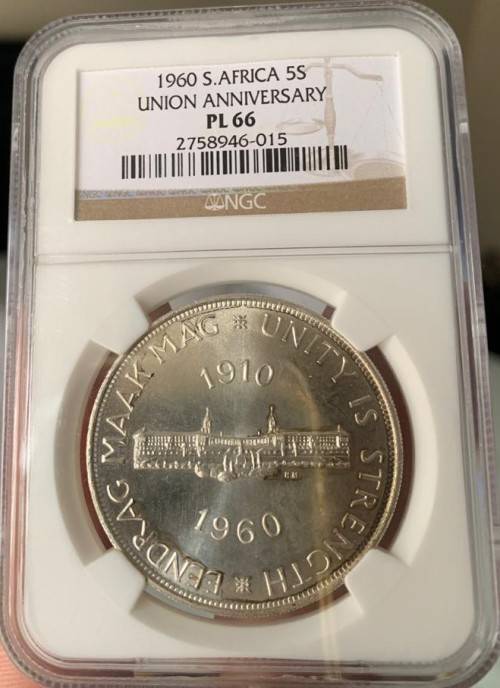 1960 S.AFRICA 5S
UNION ANNIVERSARY
PL 66
2758946-015
NGC
EENDRAG MAAK MAG ※ UNITY IS STRENGTH ※
1910
1960